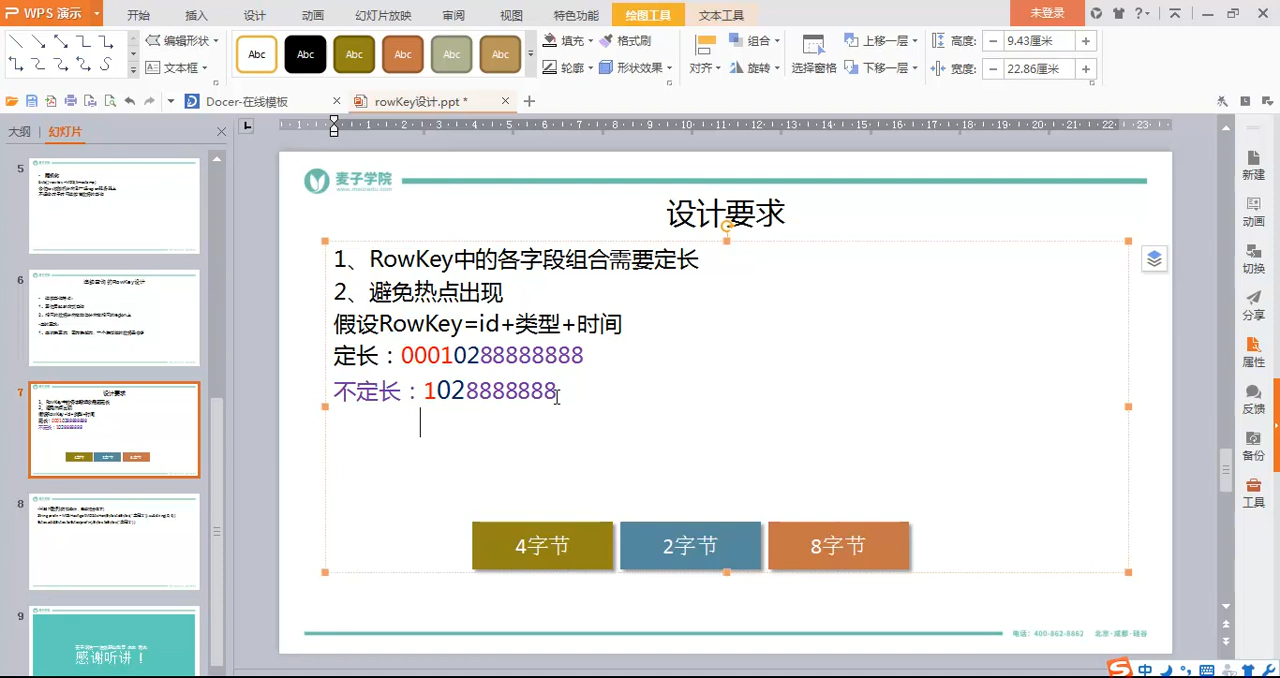 WPS 演示
开始 插入 设计 动画 幻灯片放映 审阅 视图 特色功能 绘图工具 文本工具 未登录
编辑形状 Abc Abc Abc Abc Abc Abc 填充 格式刷 组合 上移一层 高度: 9.43厘米
文本框 轮廓 形状效果 对齐 旋转 选择窗格 下移一层 宽度: 22.86厘米
Docer-在线模板 rowKey设计.ppt *
大纲 幻灯片
5
6
7
8
9
感谢听讲！
麦子学院
www.maiziedu.com
设计要求
1、RowKey中的各字段组合需要定长
2、避免热点出现
假设RowKey=id+类型+时间
定长：00010288888888
不定长：1028888888
4字节 2字节 8字节
电话：400-862-8862 北京·成都·硅谷
新建
动画
切换
分享
属性
反馈
备份
工具
中